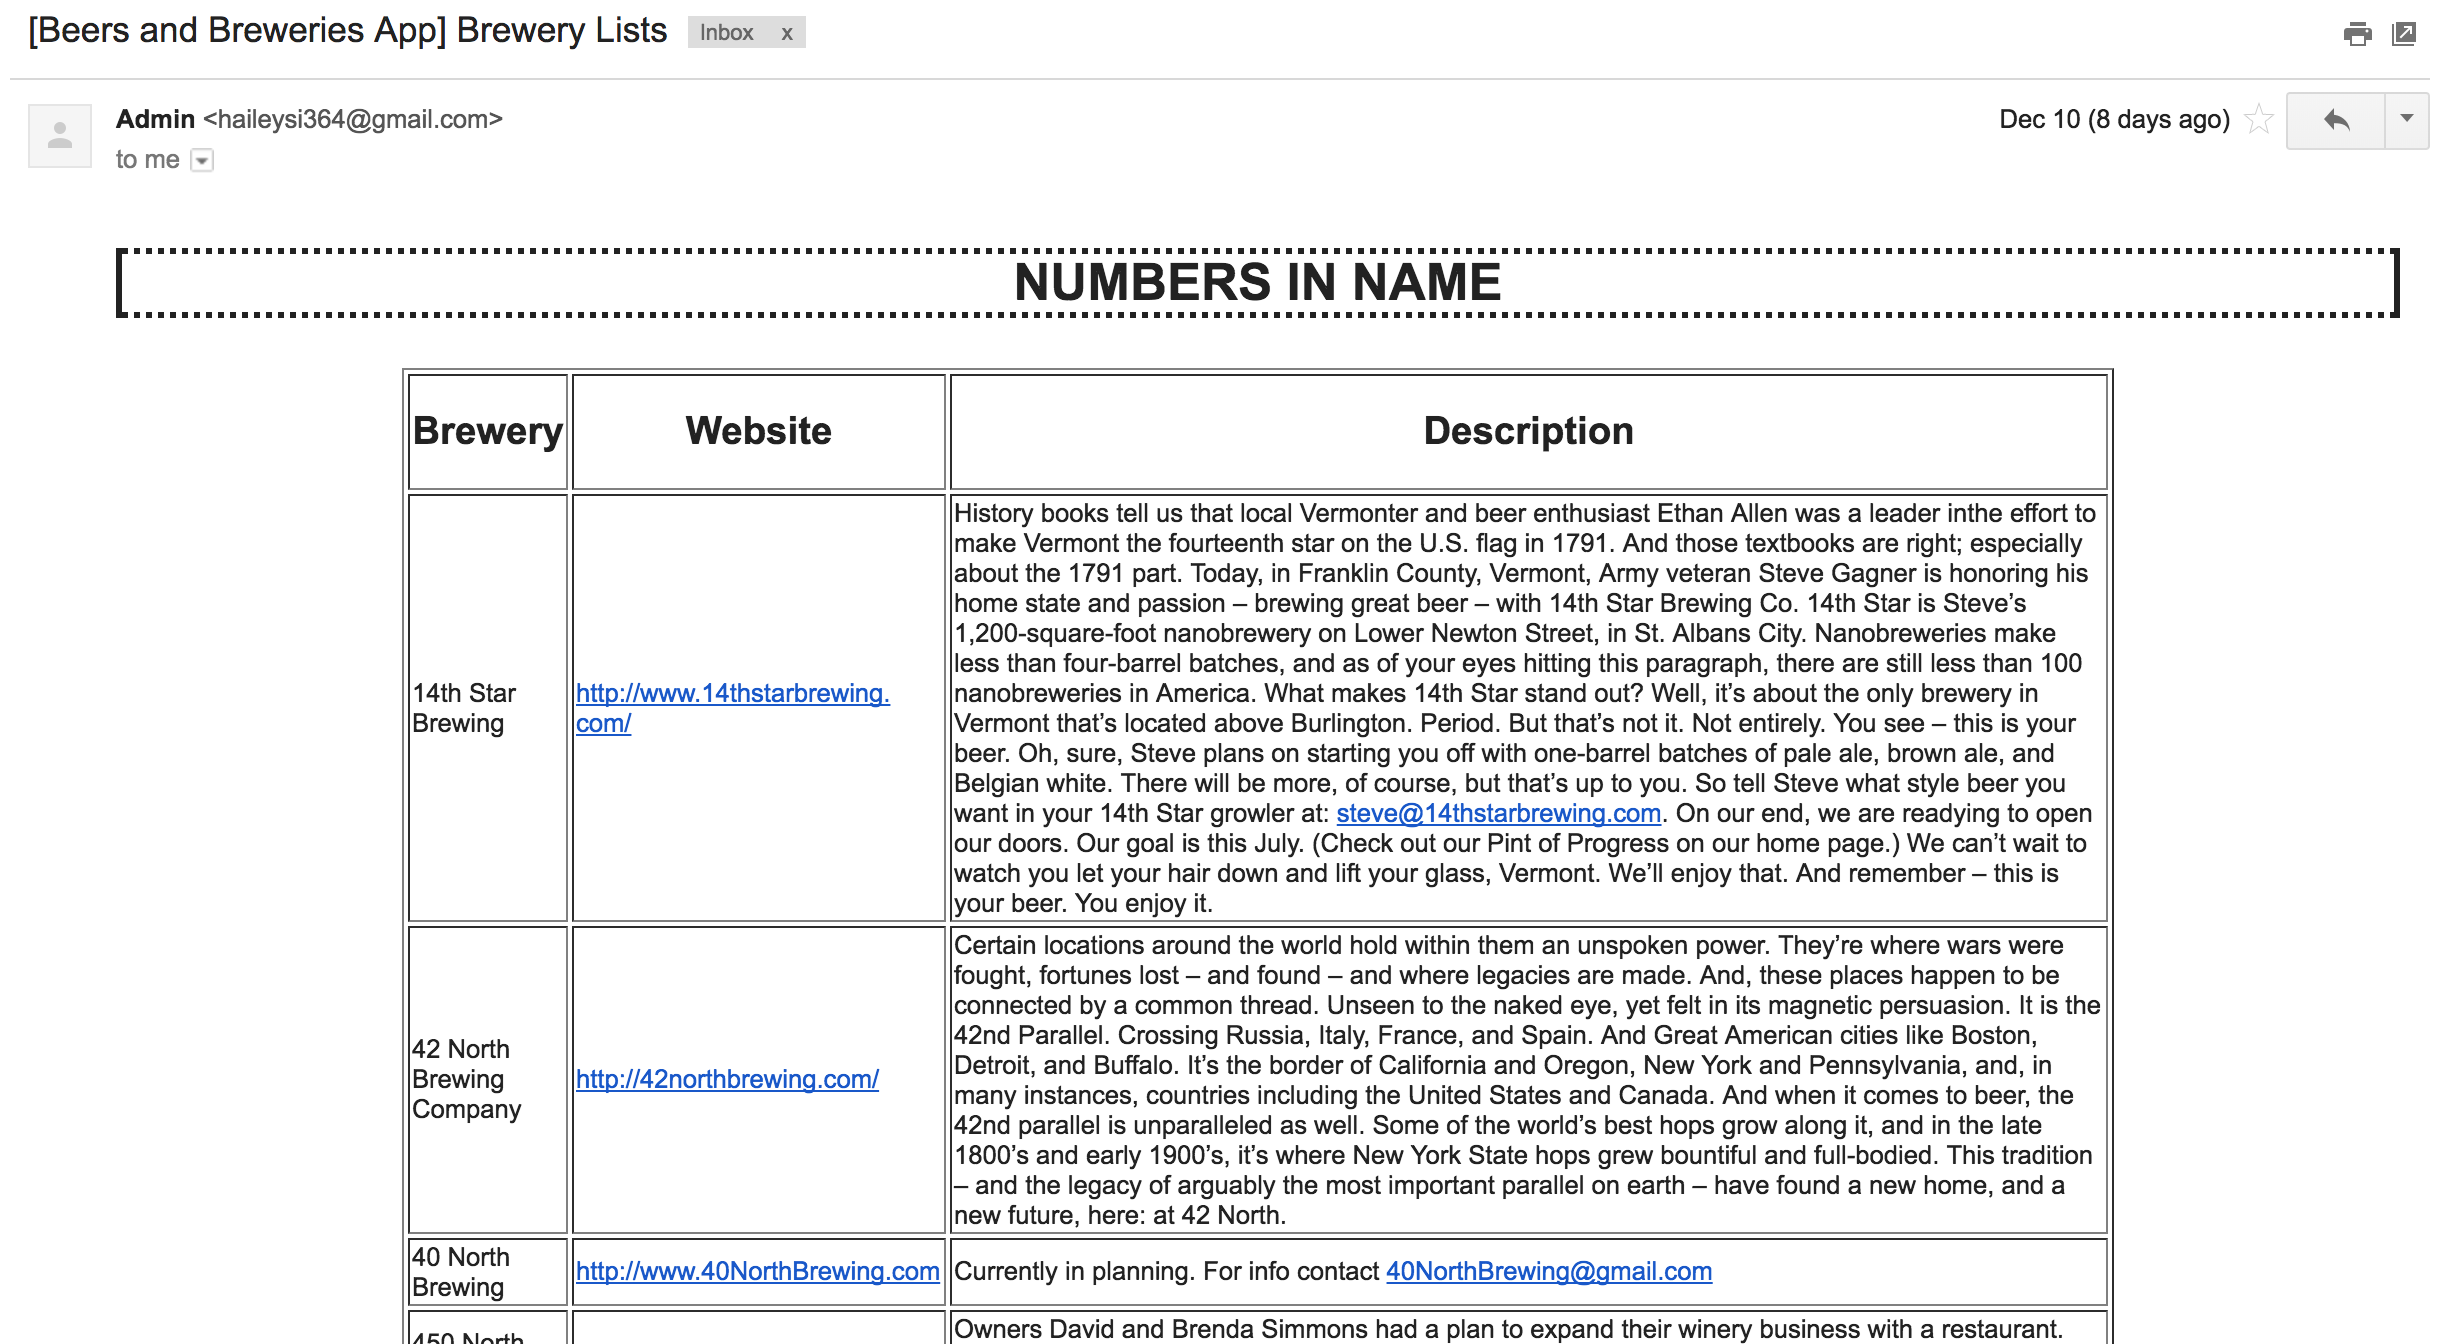 [Beers and Breweries App] Brewery Lists
Inbox x
Admin <haileysi364@gmail.com>
Dec 10 (8 days ago)
to me
NUMBERS IN NAME
Brewery
Website
Description
14th Star
Brewing
http://www.14thstarbrewing.
com/
History books tell us that local Vermonter and beer enthusiast Ethan Allen was a leader inthe effort to
make Vermont the fourteenth star on the U.S. flag in 1791. And those textbooks are right; especially
about the 1791 part. Today, in Franklin County, Vermont, Army veteran Steve Gagner is honoring his
home state and passion – brewing great beer – with 14th Star Brewing Co. 14th Star is Steve’s
1,200-square-foot nanobrewery on Lower Newton Street, in St. Albans City. Nanobreweries make
less than four-barrel batches, and as of your eyes hitting this paragraph, there are still less than 100
nanobreweries in America. What makes 14th Star stand out? Well, it’s about the only brewery in
Vermont that’s located above Burlington. Period. But that’s not it. Not entirely. You see – this is your
beer. Oh, sure, Steve plans on starting you off with one-barrel batches of pale ale, brown ale, and
Belgian white. There will be more, of course, but that’s up to you. So tell Steve what style beer you
want in your 14th Star growler at: steve@14thstarbrewing.com. On our end, we are readying to open
our doors. Our goal is this July. (Check out our Pint of Progress on our home page.) We can’t wait to
watch you let your hair down and lift your glass, Vermont. We’ll enjoy that. And remember – this is
your beer. You enjoy it.
42 North
Brewing
Company
http://42northbrewing.com/
Certain locations around the world hold within them an unspoken power. They’re where wars were
fought, fortunes lost – and found – and where legacies are made. And, these places happen to be
connected by a common thread. Unseen to the naked eye, yet felt in its magnetic persuasion. It is the
42nd Parallel. Crossing Russia, Italy, France, and Spain. And Great American cities like Boston,
Detroit, and Buffalo. It’s the border of California and Oregon, New York and Pennsylvania, and, in
many instances, countries including the United States and Canada. And when it comes to beer, the
42nd parallel is unparalleled as well. Some of the world’s best hops grow along it, and in the late
1800’s and early 1900’s, it’s where New York State hops grew bountiful and full-bodied. This tradition
– and the legacy of arguably the most important parallel on earth – have found a new home, and a
new future, here: at 42 North.
40 North
Brewing
http://www.40NorthBrewing.com
Currently in planning. For info contact 40NorthBrewing@gmail.com
450 North
Owners David and Brenda Simmons had a plan to expand their winery business with a restaurant.